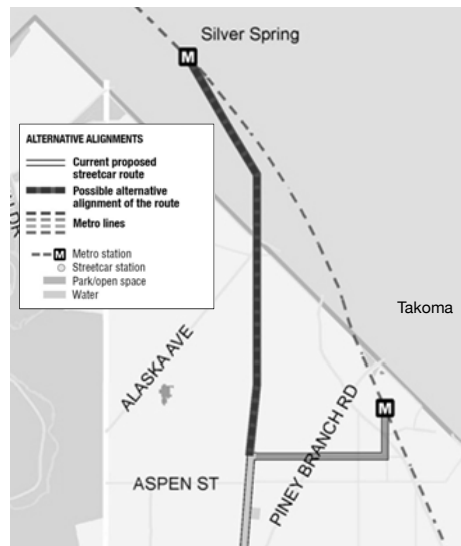 Silver Spring
M
ALTERNATIVE ALIGNMENTS
Current proposed
streetcar route
Possible alternative
alignment of the route
Metro lines
M Metro station
Streetcar station
Park/open space
Water
Takoma
ALASKA AVE
PINEY BRANCH RD
M
ASPEN ST